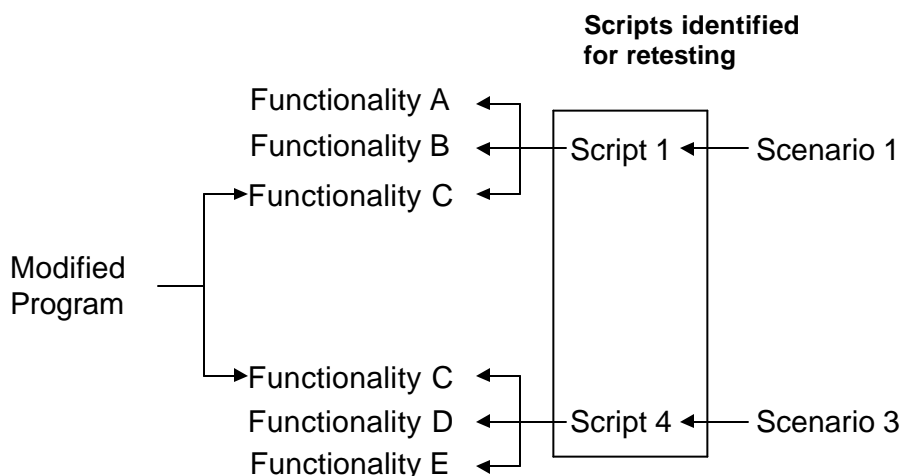 Scripts identified
for retesting
Functionality A
Functionality B
Script 1
Scenario 1
Functionality C
Modified
Program
Functionality C
Functionality D
Script 4
Scenario 3
Functionality E